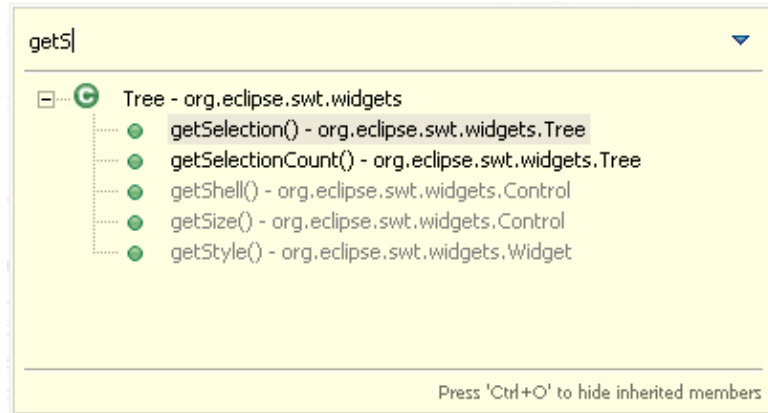 getS
Tree - org.eclipse.swt.widgets
getSelection() - org.eclipse.swt.widgets.Tree
getSelectionCount() - org.eclipse.swt.widgets.Tree
getShell() - org.eclipse.swt.widgets.Control
getSize() - org.eclipse.swt.widgets.Control
getStyle() - org.eclipse.swt.widgets.Widget
Press 'Ctrl+O' to hide inherited members